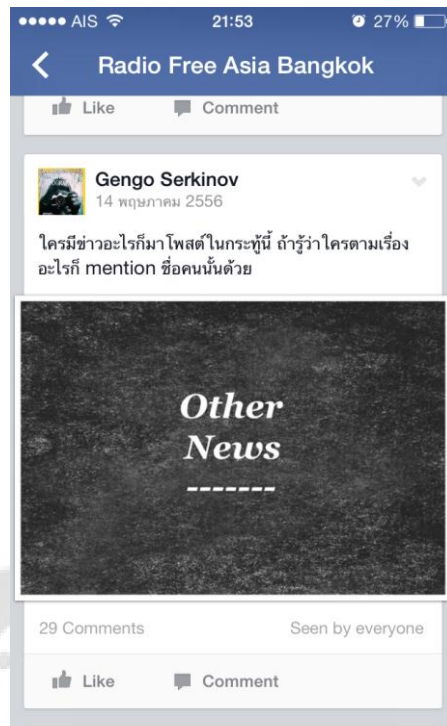 AIS 21:53 27%
Radio Free Asia Bangkok
Like Comment
Gengo Serkinov
14 พฤษภาคม 2556
ใครมีข่าวอะไรก็มาโพสต์ในกระทู้นี้ ถ้ารู้ว่าใครตามเรื่อง
อะไรก็ mention ชื่อคนนั้นด้วย
Other
News
-------
29 Comments Seen by everyone
Like Comment